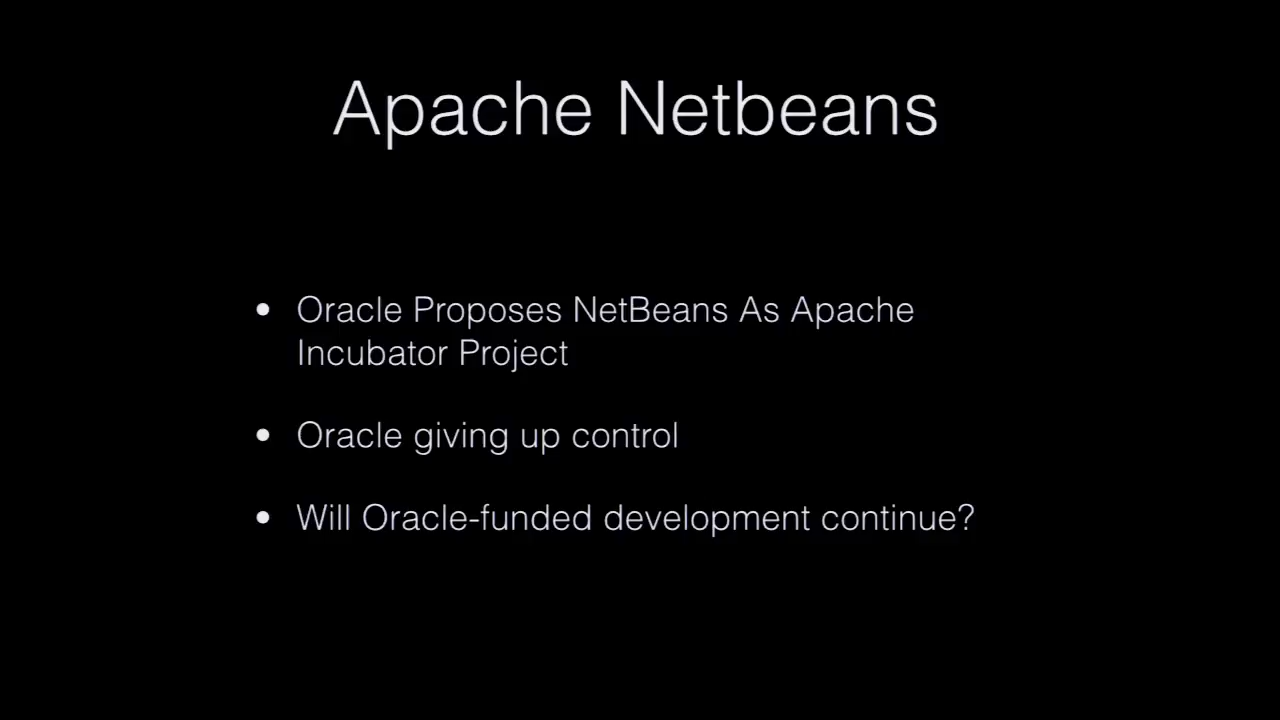 Apache Netbeans
• Oracle Proposes NetBeans As Apache
Incubator Project
• Oracle giving up control
• Will Oracle-funded development continue?